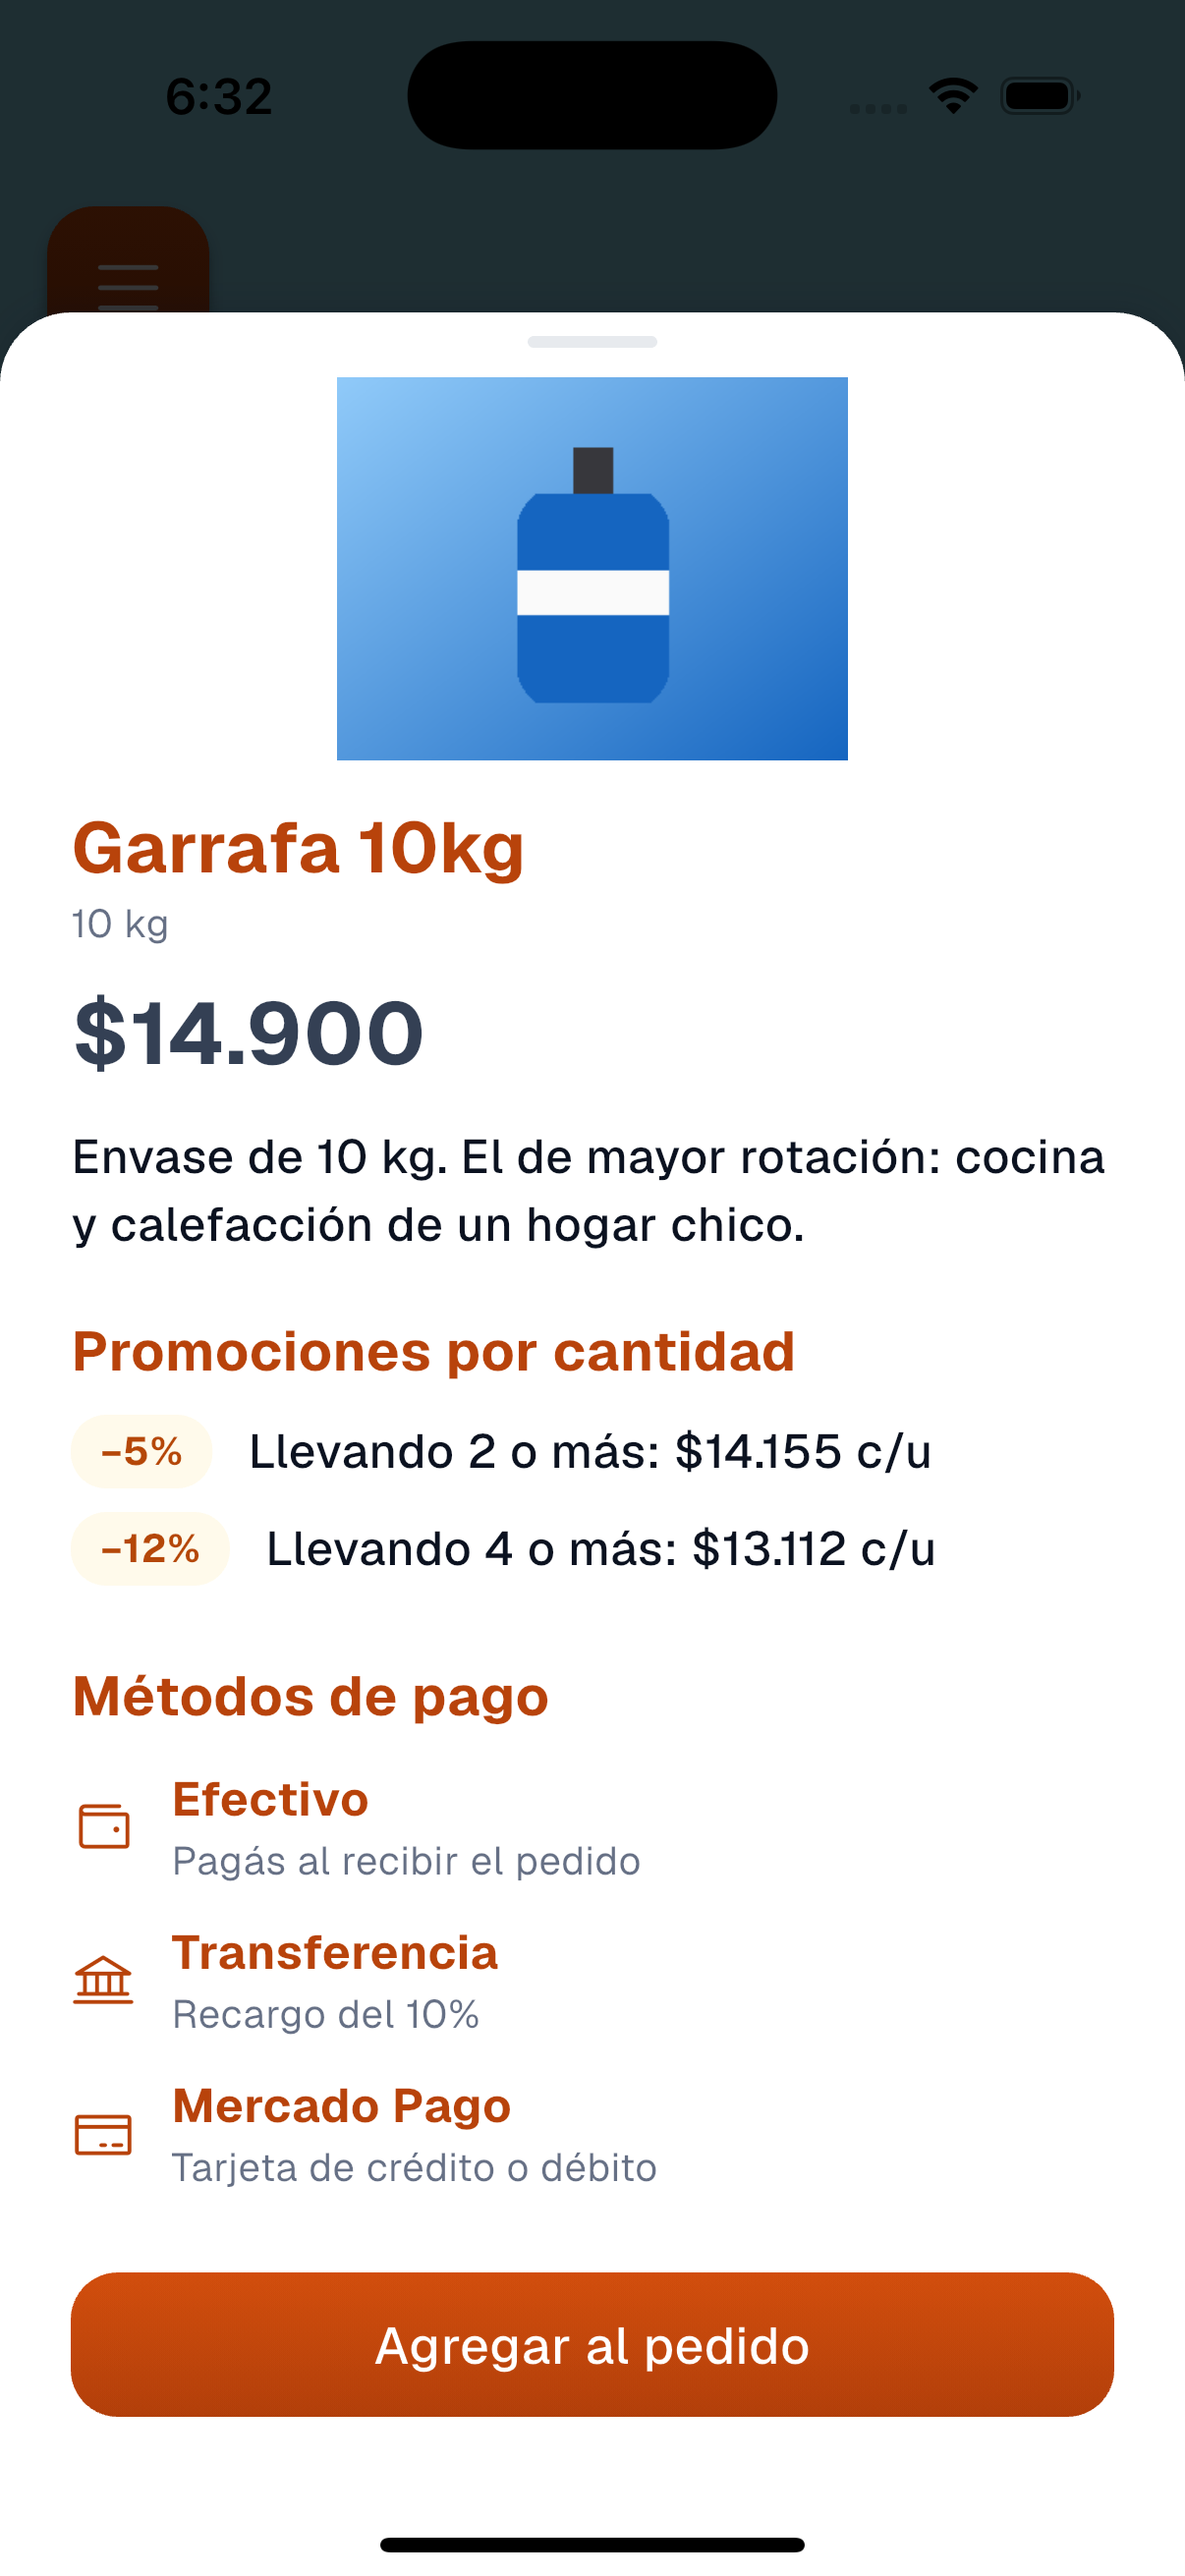 6:32
Garrafa 10kg
10 kg
$14.900
Envase de 10 kg. El de mayor rotación: cocina
y calefacción de un hogar chico.
Promociones por cantidad
−5% Llevando 2 o más: $14.155 c/u
−12% Llevando 4 o más: $13.112 c/u
Métodos de pago
Efectivo
Pagás al recibir el pedido
Transferencia
Recargo del 10%
Mercado Pago
Tarjeta de crédito o débito
Agregar al pedido